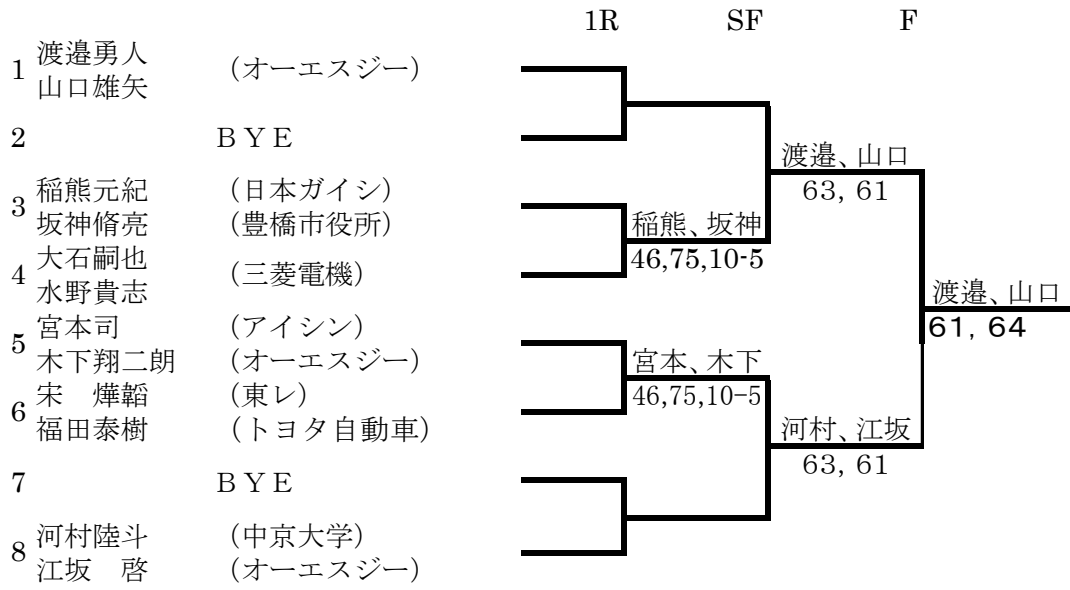 1R SF F
1 渡邉勇人 (オーエスジー)
山口雄矢
2 BYE
渡邉、山口
63, 61
3 稲熊元紀 (日本ガイシ)
坂神脩亮 (豊橋市役所)
稲熊、坂神
46,75,10-5
4 大石嗣也 (三菱電機)
水野貴志
渡邉、山口
61, 64
5 宮本司 (アイシン)
木下翔二朗 (オーエスジー)
宮本、木下
46,75,10-5
6 宋 燁韜 (東レ)
福田泰樹 (トヨタ自動車)
河村、江坂
63, 61
7 BYE
8 河村陸斗 (中京大学)
江坂 啓 (オーエスジー)